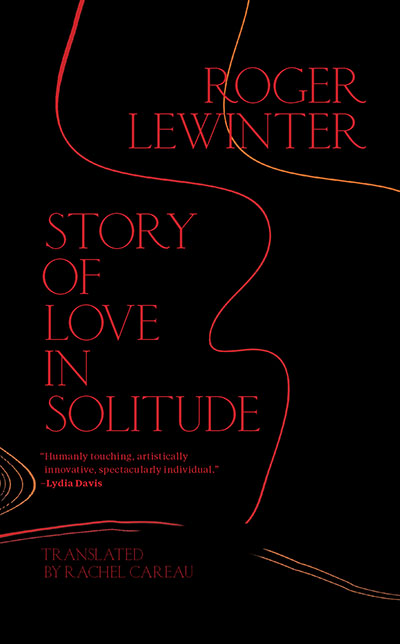 ROGER
LEWINTER
STORY
OF
LOVE
IN
SOLITUDE
“Humanly touching, artistically
innovative, spectacularly individual.”
–Lydia Davis
TRANSLATED
BY RACHEL CAREAU